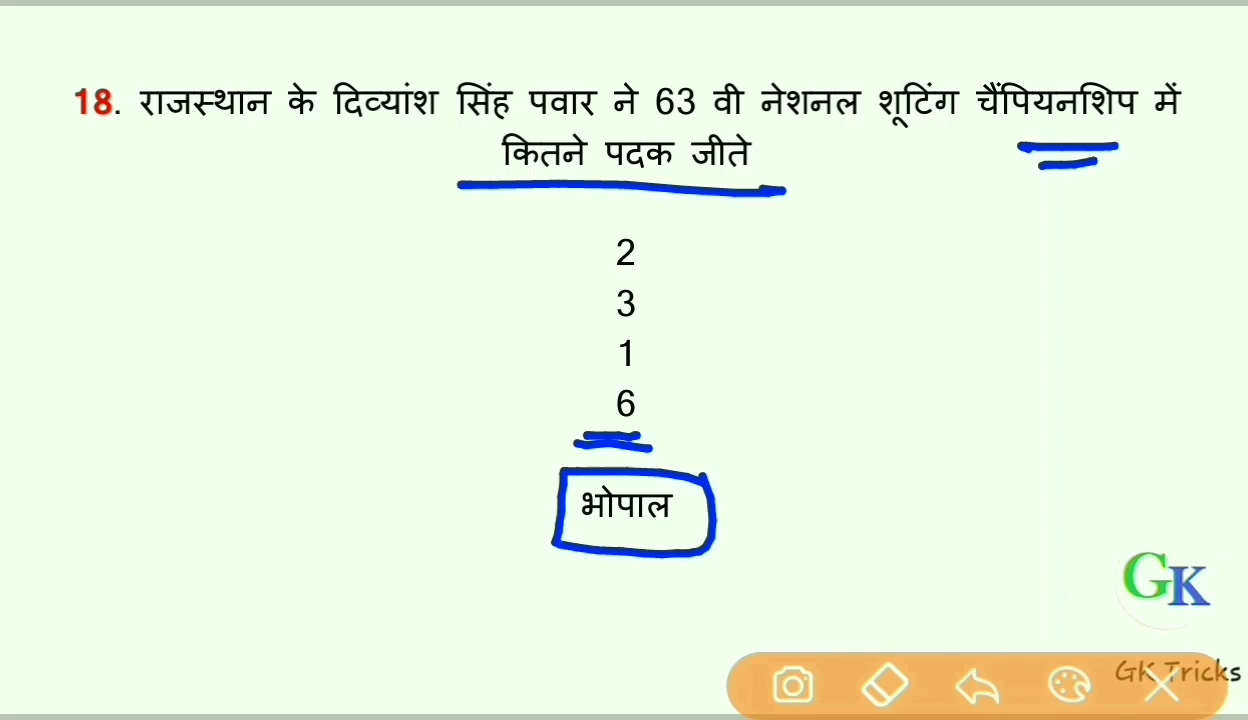 18. राजस्थान के दिव्यांश सिंह पवार ने 63 वी नेशनल शूटिंग चैंपियनशिप में
कितने पदक जीते
2
3
1
6
भोपाल
GK
GK Tricks